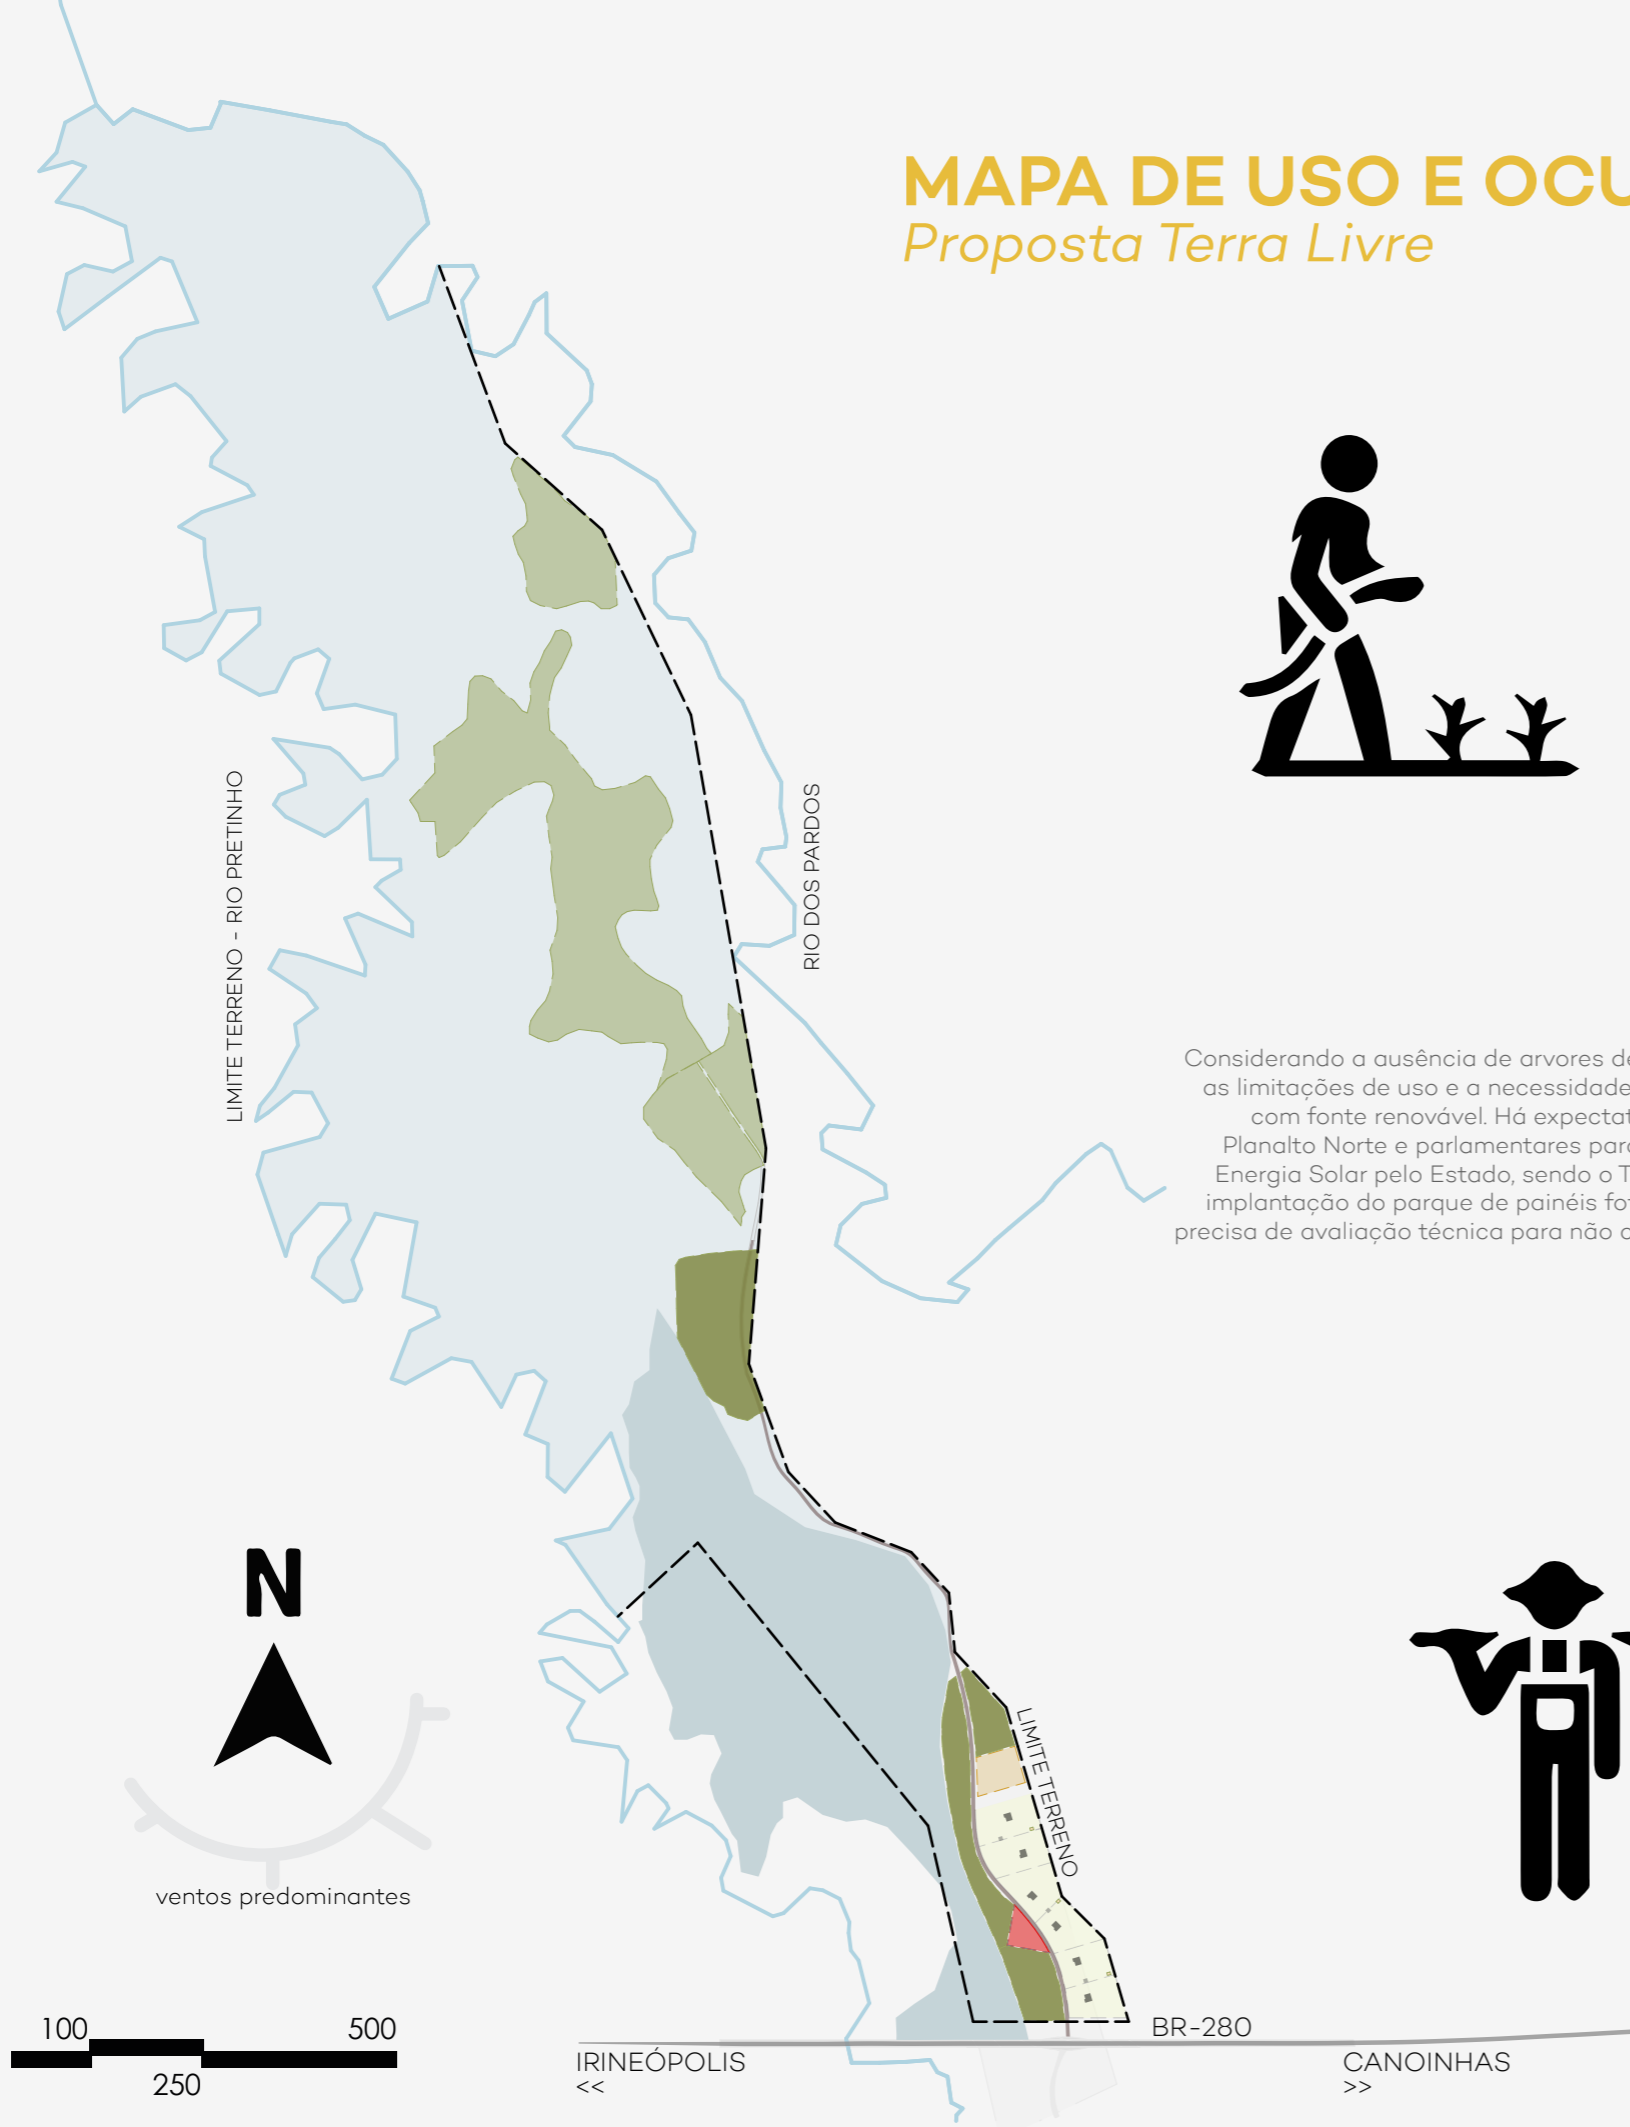 MAPA DE USO E OCU
Proposta Terra Livre
LIMITE TERRENO - RIO PRETINHO
RIO DOS PARDOS
Considerando a ausência de arvores de
as limitações de uso e a necessidade
com fonte renovável. Há expectat
Planalto Norte e parlamentares para
Energia Solar pelo Estado, sendo o T
implantação do parque de painéis fot
precisa de avaliação técnica para não
N
ventos predominantes
LIMITE TERRENO
100
500
250
BR-280
IRINEÓPOLIS
<<
CANOINHAS
>>